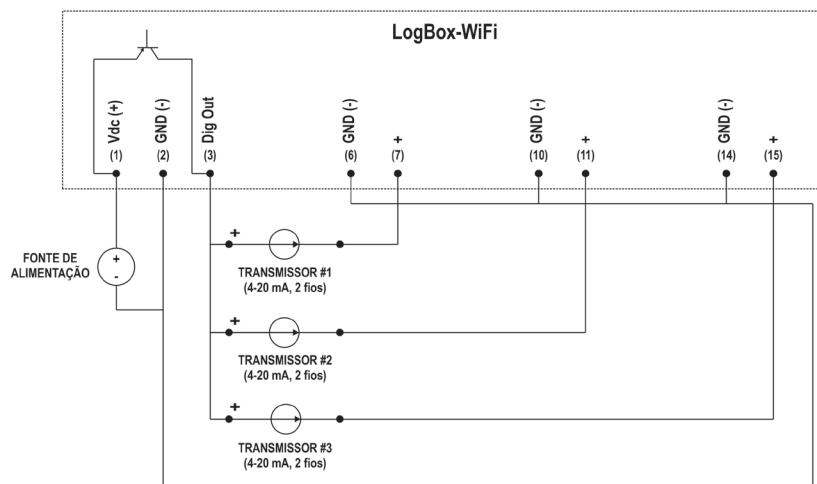 LogBox-WiFi
Vdc (+)
(1)
GND (-)
(2)
Dig Out
(3)
GND (-)
(6)
+
(7)
GND (-)
(10)
+
(11)
GND (-)
(14)
+
(15)
FONTE DE
ALIMENTAÇÃO
+
-
+
TRANSMISSOR #1
(4-20 mA, 2 fios)
+
TRANSMISSOR #2
(4-20 mA, 2 fios)
+
TRANSMISSOR #3
(4-20 mA, 2 fios)